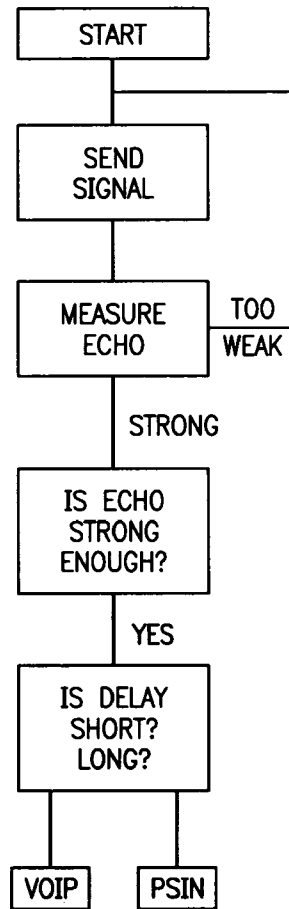 START
SEND
SIGNAL
MEASURE
ECHO
TOO
WEAK
STRONG
IS ECHO
STRONG
ENOUGH?
YES
IS DELAY
SHORT?
LONG?
VOIP
PSIN